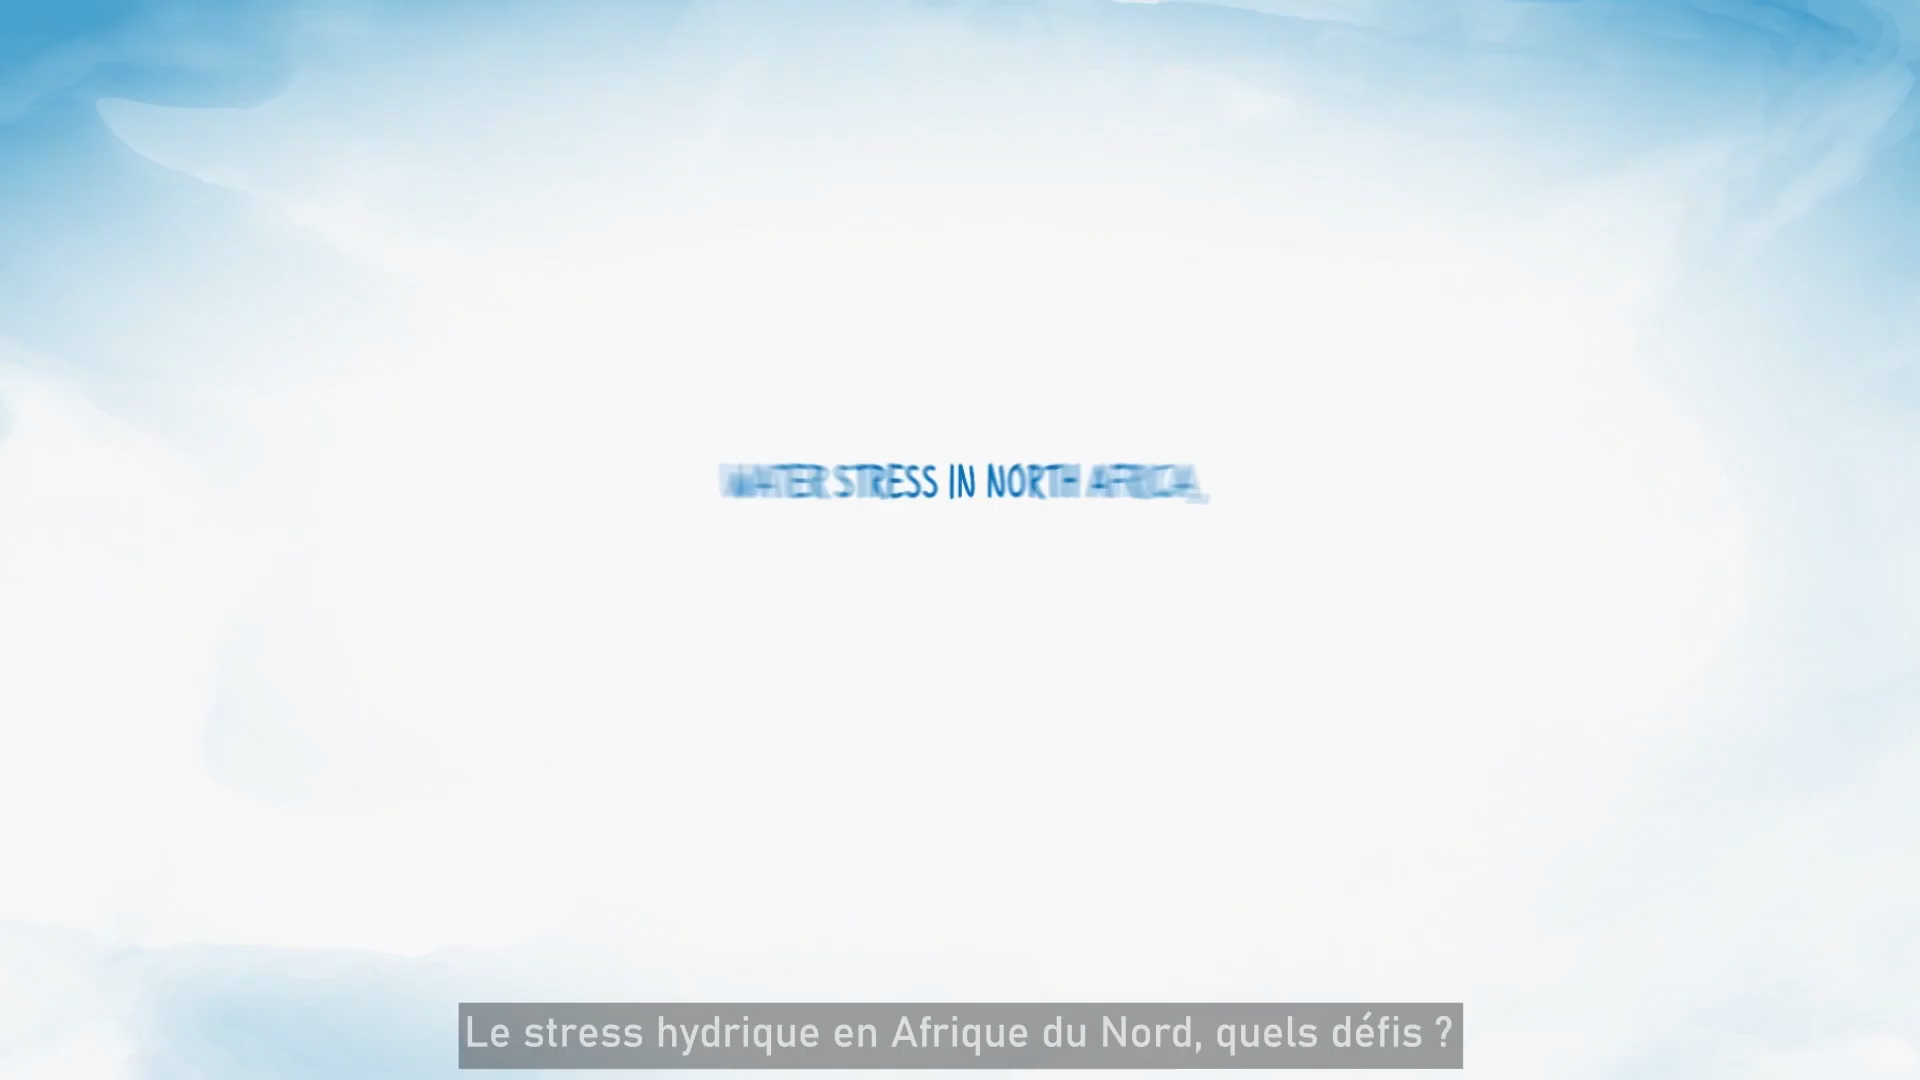 WATER STRESS IN NORTH AFRICA,
Le stress hydrique en Afrique du Nord, quels défis ?